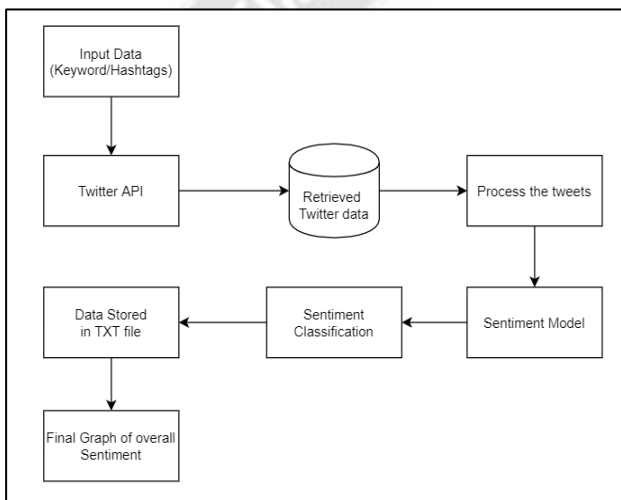 Input Data
(Keyword/Hashtags)
Twitter API
Retrieved
Twitter data
Process the tweets
Sentiment Model
Sentiment
Classification
Data Stored
in TXT file
Final Graph of overall
Sentiment